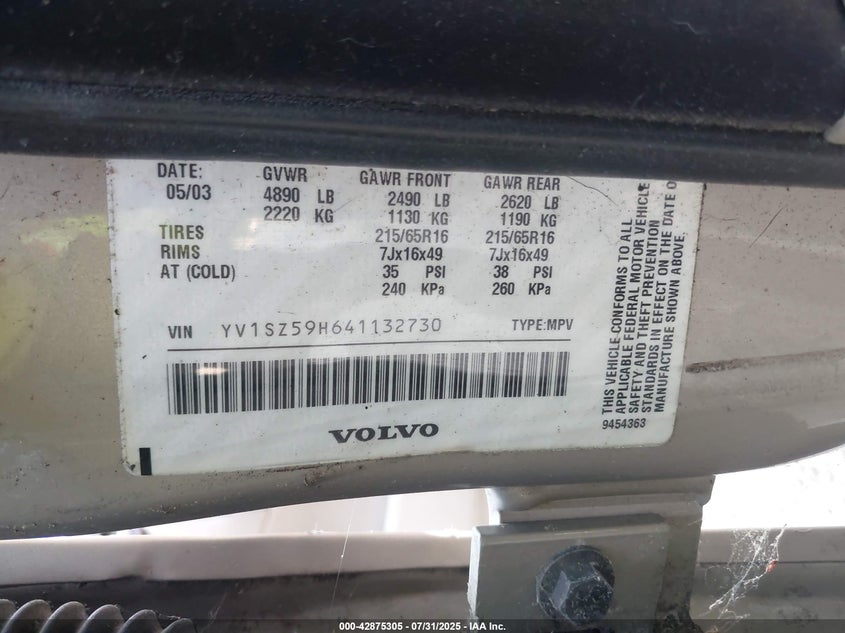 DATE: GVWR GAWR FRONT GAWR REAR
05/03 4890 LB 2490 LB 2620 LB
2220 KG 1130 KG 1190 KG
TIRES 215/65R16 215/65R16
RIMS 7Jx16x49 7Jx16x49
AT (COLD) 35 PSI 38 PSI
240 KPa 260 KPa
VIN YV1SZ59H641132730 TYPE:MPV
VOLVO
THIS VEHICLE CONFORMS TO ALL
APPLICABLE FEDERAL MOTOR VEHICLE
SAFETY AND THEFT PREVENTION
STANDARDS IN EFFECT ON THE DATE
MANUFACTURE SHOWN ABOVE.
9454363
000-42875305 - 07/31/2025 - IAA Inc.